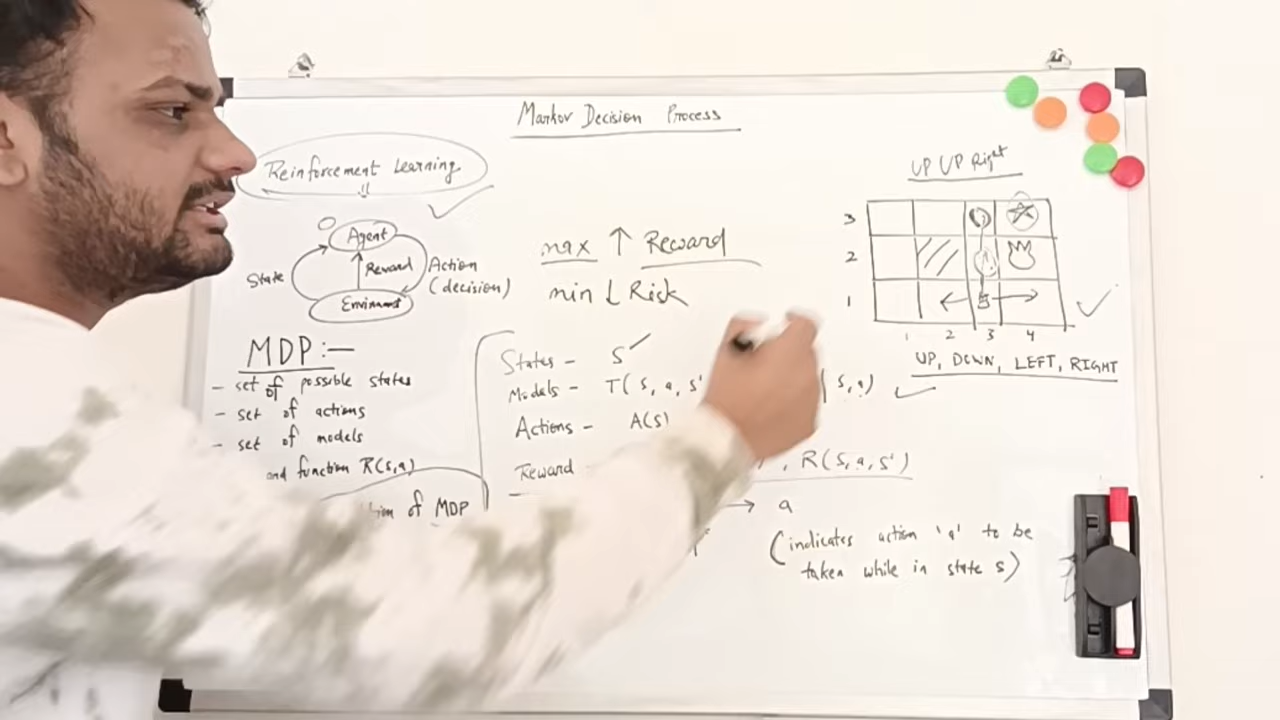 Markov Decision Process
Reinforcement Learning
Agent
State
Reward
Action
(decision)
Envirnment
max ↑ Reward
min ↓ Risk
UP UP Right
3
2
1
S
1 2 3 4
UP, DOWN, LEFT, RIGHT
MDP:-
- set of possible states
- set of actions
- set of models
and function R(s,a)
of MDP
States - S
Models - T(s, a, s'
s,a)
Actions - A(s)
Reward
, R(s,a,s')
→ a
(indicates action 'a' to be
taken while in state s)